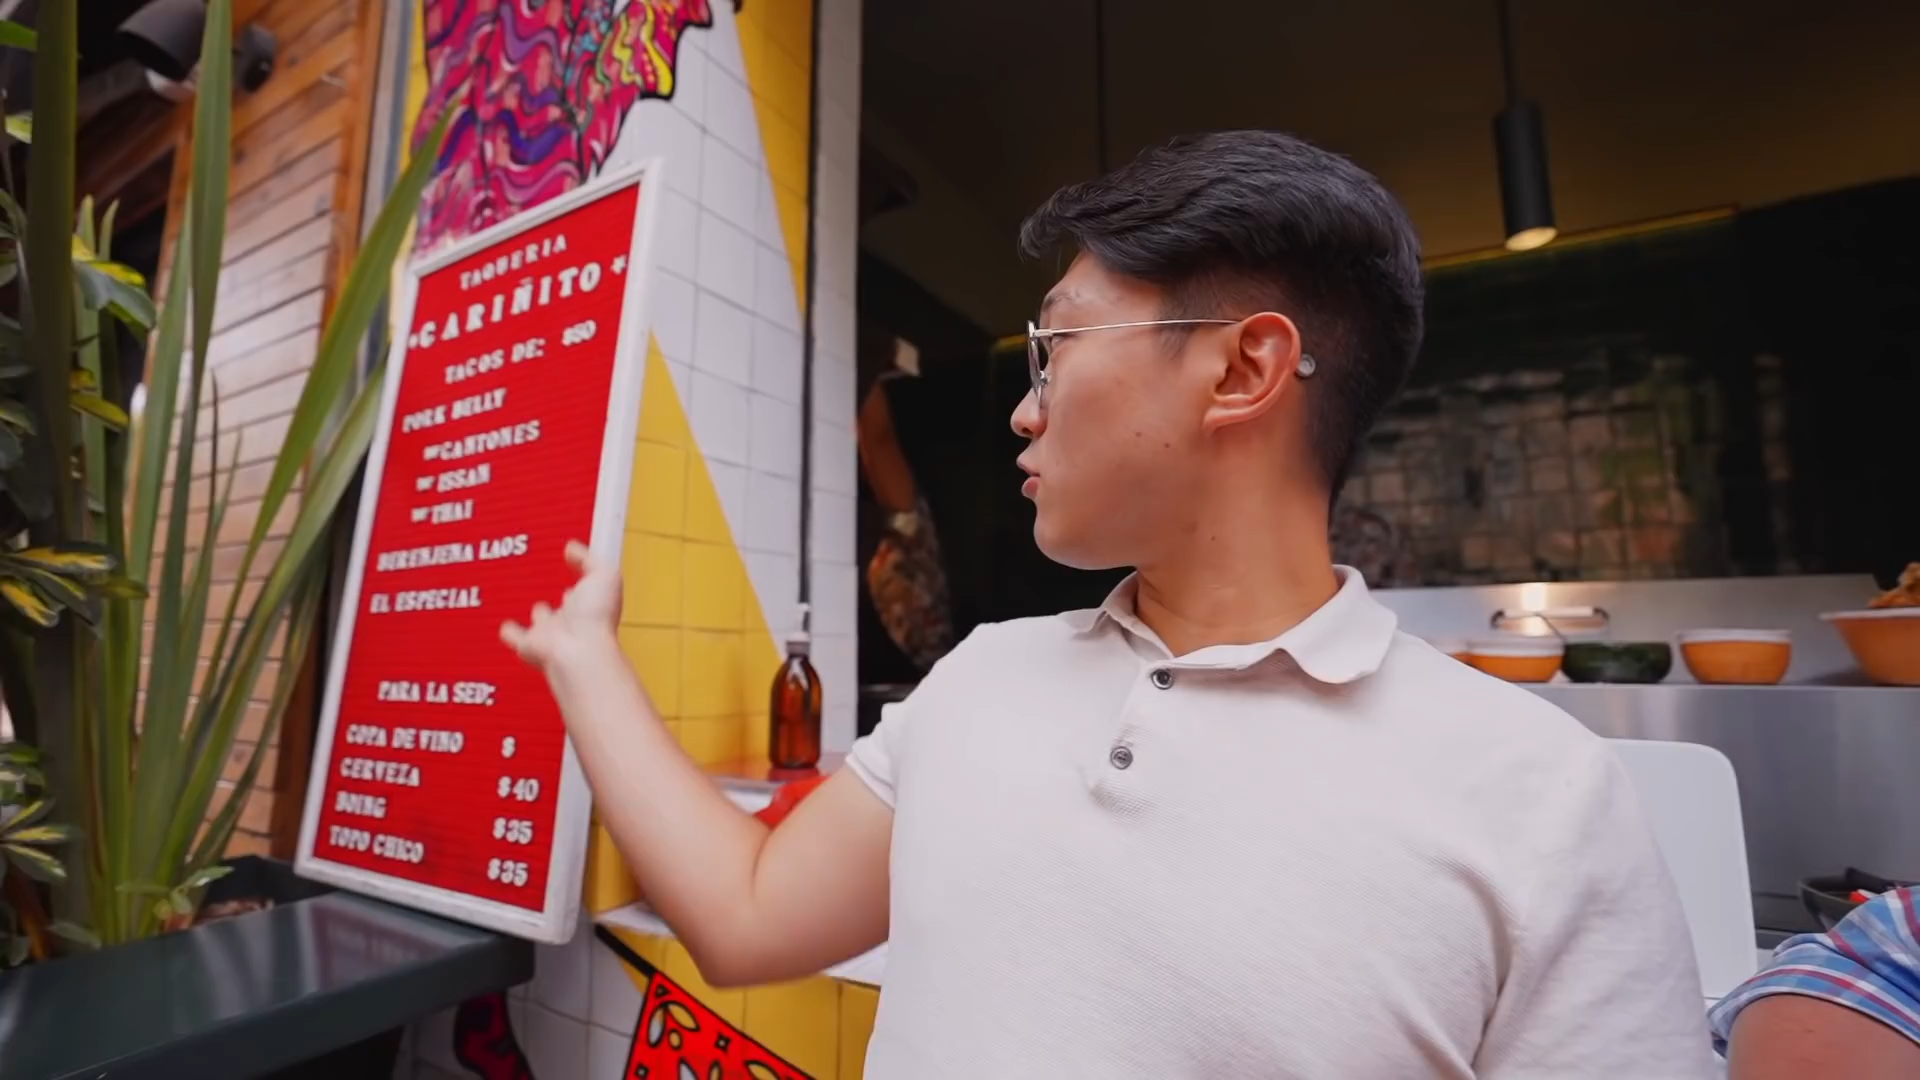 TAQUERIA
*CARIÑITO*
TACOS DE: $80
PORK BELLY
CANTONES
ISSAN
THAI
BERENJENA LAOS
EL ESPECIAL
PARA LA SED:
COPA DE VINO $
CERVEZA $40
BOING $35
TOPO CHICO $35